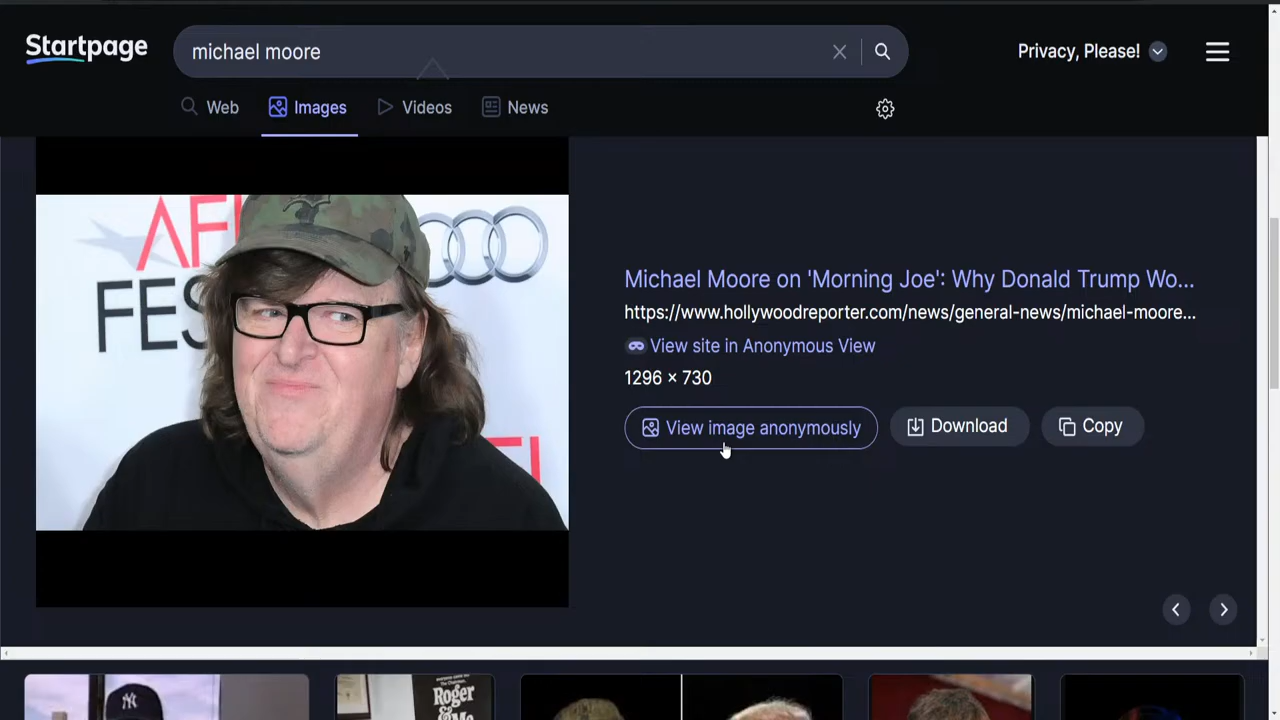 Startpage
michael moore
Privacy, Please!
Web
Images
Videos
News
AFI
FES
Michael Moore on 'Morning Joe': Why Donald Trump Wo...
https://www.hollywoodreporter.com/news/general-news/michael-moore...
View site in Anonymous View
1296 × 730
View image anonymously
Download
Copy
NY
Roger
& Me